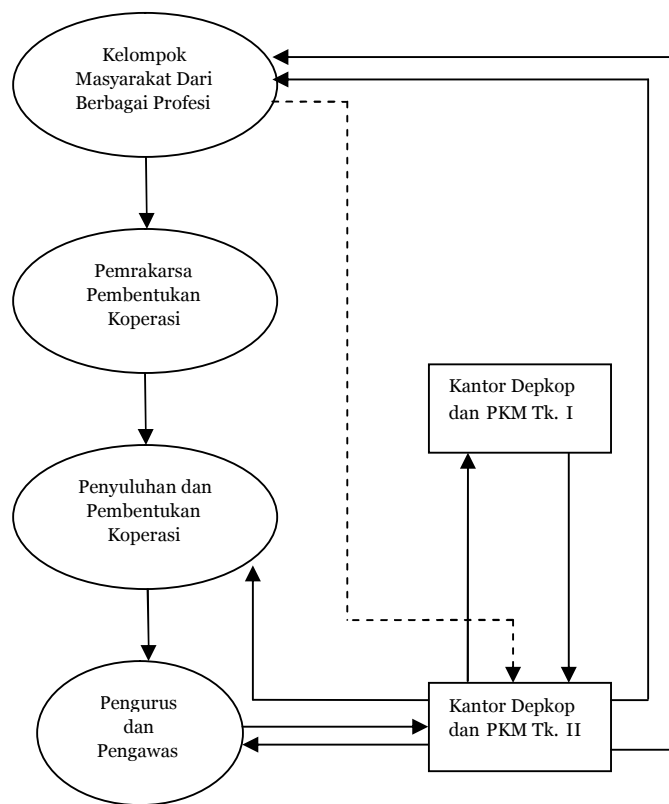 Kelompok
Masyarakat Dari
Berbagai Profesi
Pemrakarsa
Pembentukan
Koperasi
Kantor Depkop
dan PKM Tk. I
Penyuluhan dan
Pembentukan
Koperasi
Pengurus
dan
Pengawas
Kantor Depkop
dan PKM Tk. II